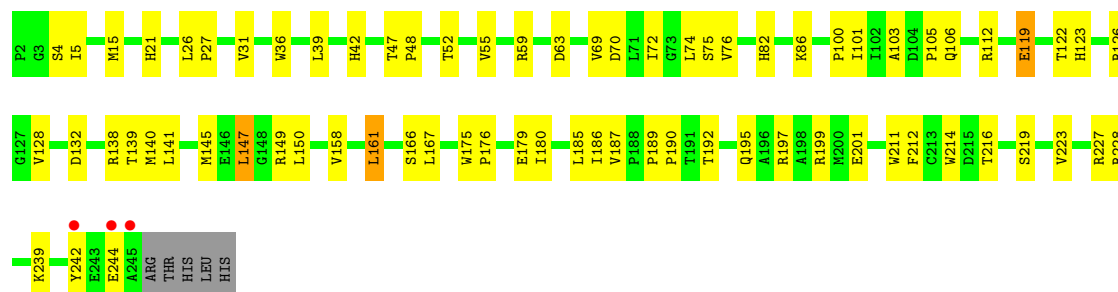 P2 G3 S4 I5 M15 H21 L26 P27 V31 W36 L39 H42 T47 P48 T52 V55 R59 D63 V69 D70 L71 I72 G73 L74 S75 V76 H82 K86 P100 I101 I102 A103 D104 P105 Q106 R112 E119 T122 H123
G127 V128 D132 R138 T139 M140 L141 M145 E146 L147 G148 R149 L150 V158 L161 S166 L167 W175 P176 E179 I180 L185 I186 V187 P188 P189 P190 T191 T192 Q195 A196 R197 A198 R199 M200 E201 W211 F212 C213 W214 D215 T216 S219 V223 R227
K239 Y242 E243 E244 A245 ARG THR HIS LEU HIS